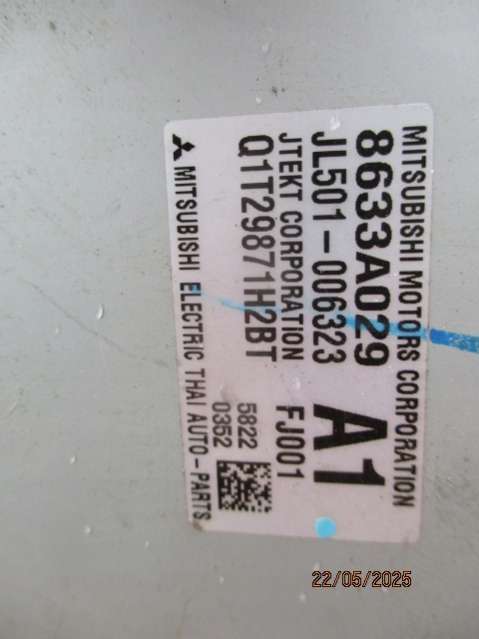 MITSUBISHI MOTORS CORPORATION
8633A029 A1
JL501-006323
JTEKT CORPORATION FJ001
Q1T29871H2BT 5822
0352
MITSUBISHI ELECTRIC THAI AUTO-PARTS
22/05/2025